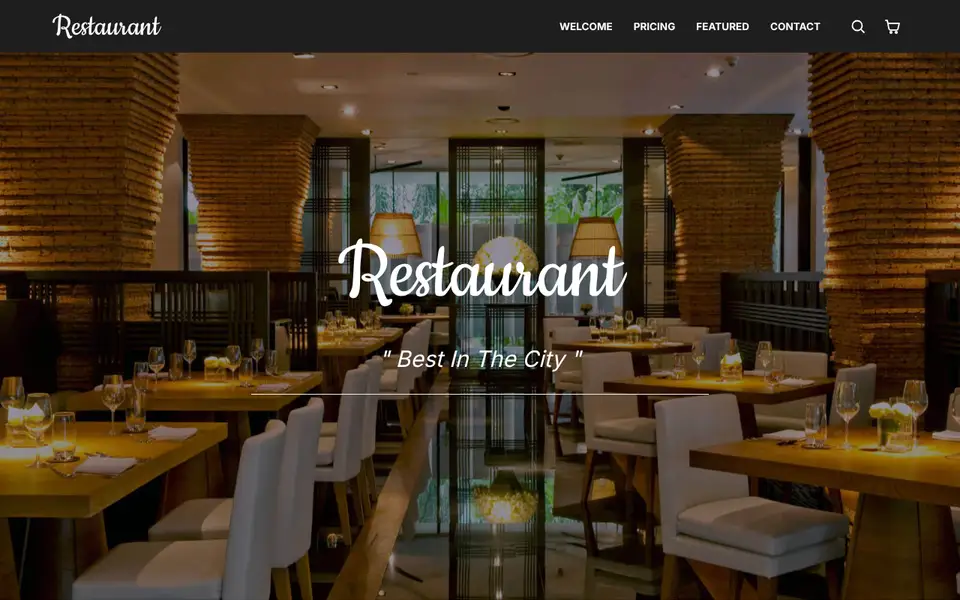 Restaurant
WELCOME PRICING FEATURED CONTACT
Restaurant
" Best In The City "